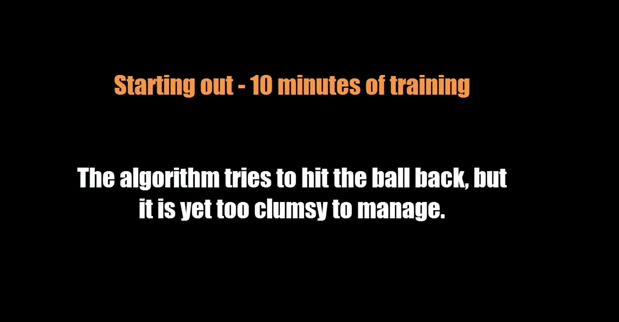 Starting out - 10 minutes of training
The algorithm tries to hit the ball back, but
it is yet too clumsy to manage.